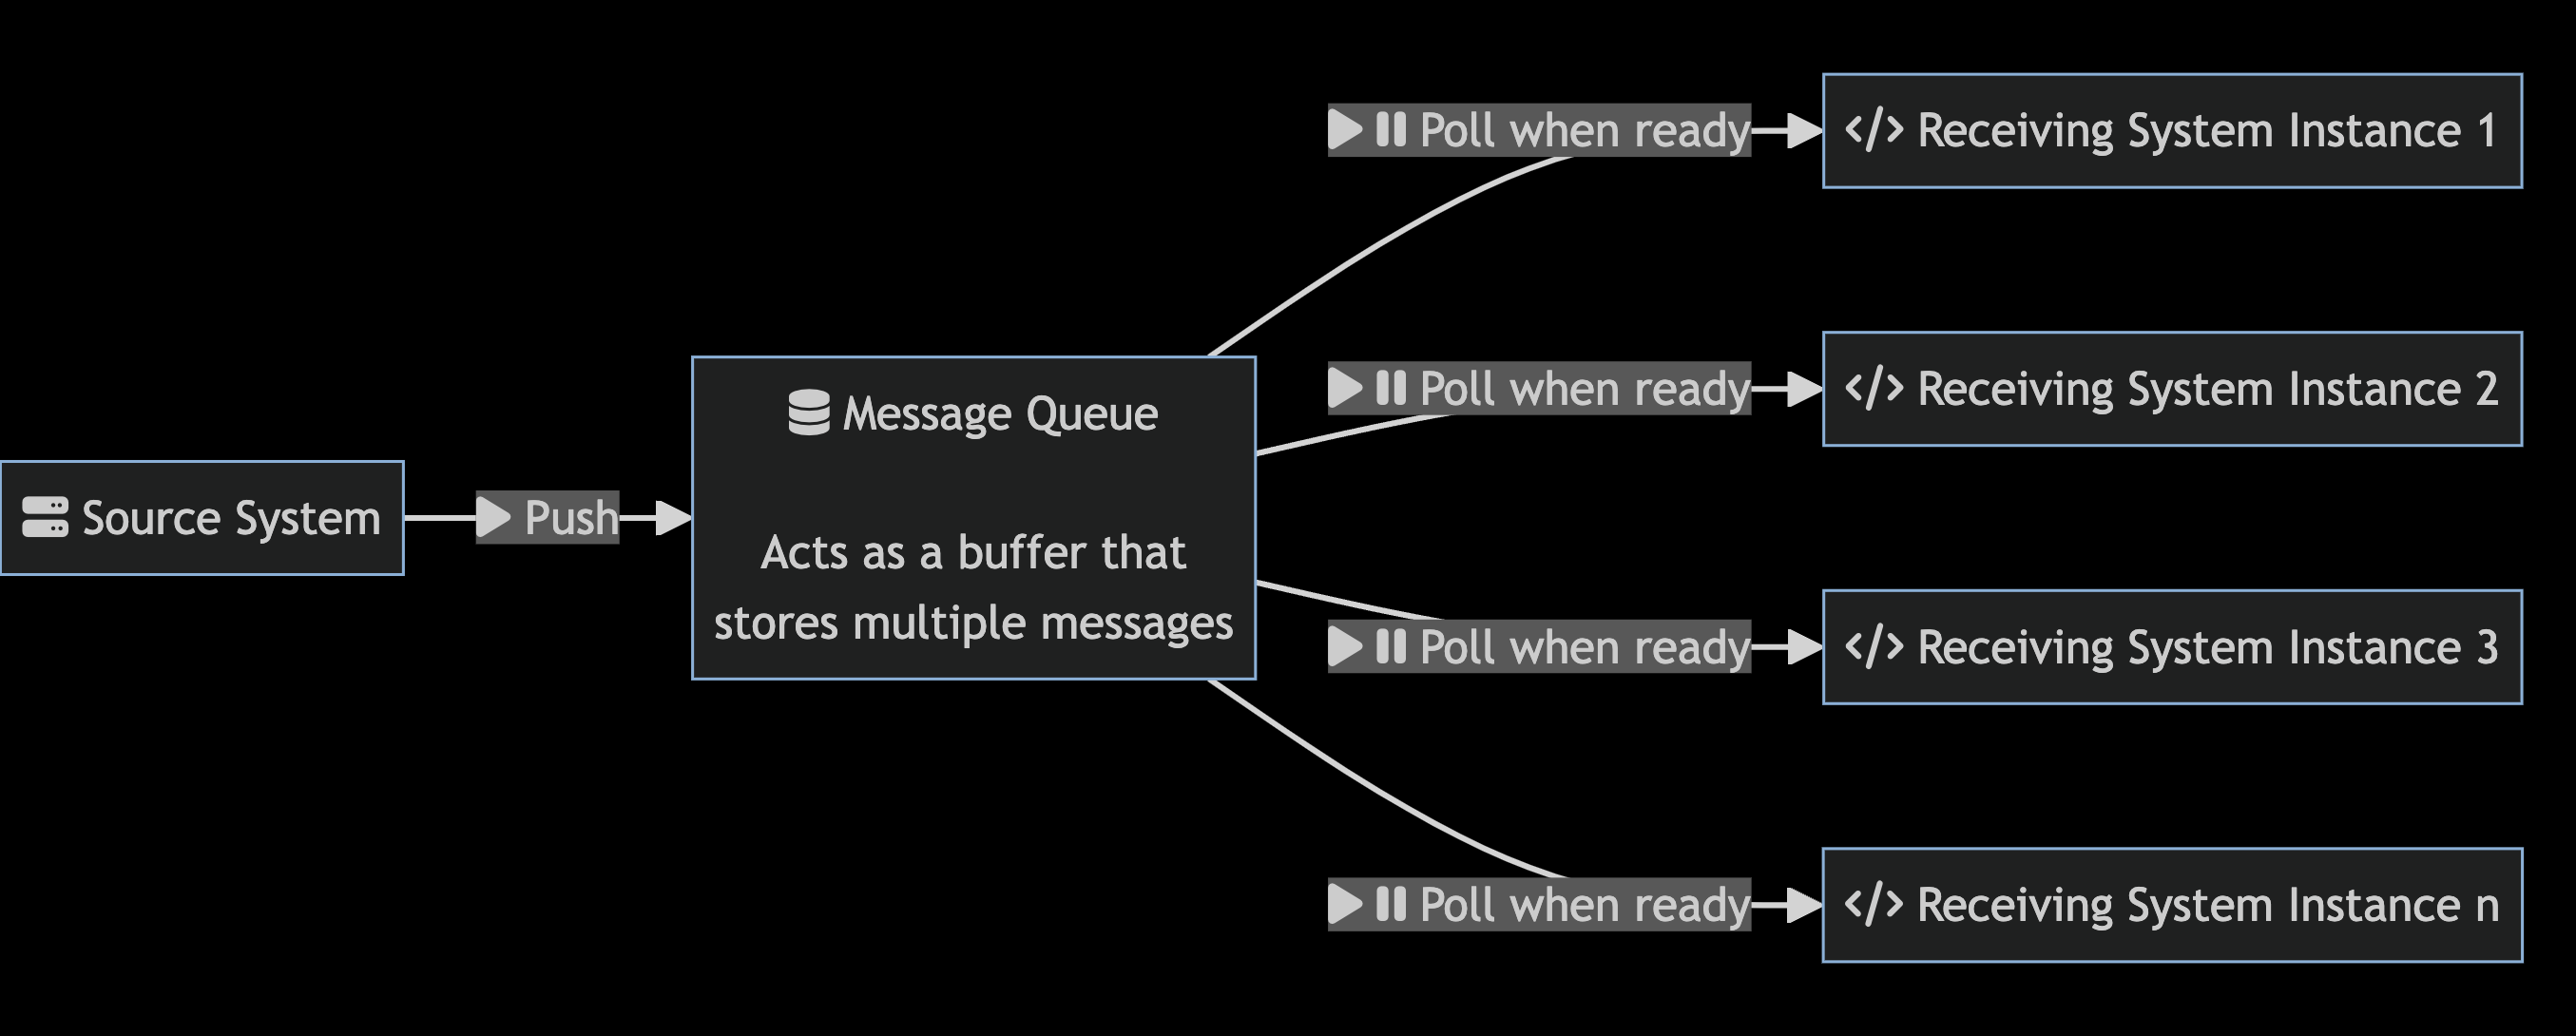 Poll when ready
Receiving System Instance 1
Message Queue
Poll when ready
Receiving System Instance 2
Source System
Push
Acts as a buffer that
stores multiple messages
Poll when ready
Receiving System Instance 3
Poll when ready
Receiving System Instance n